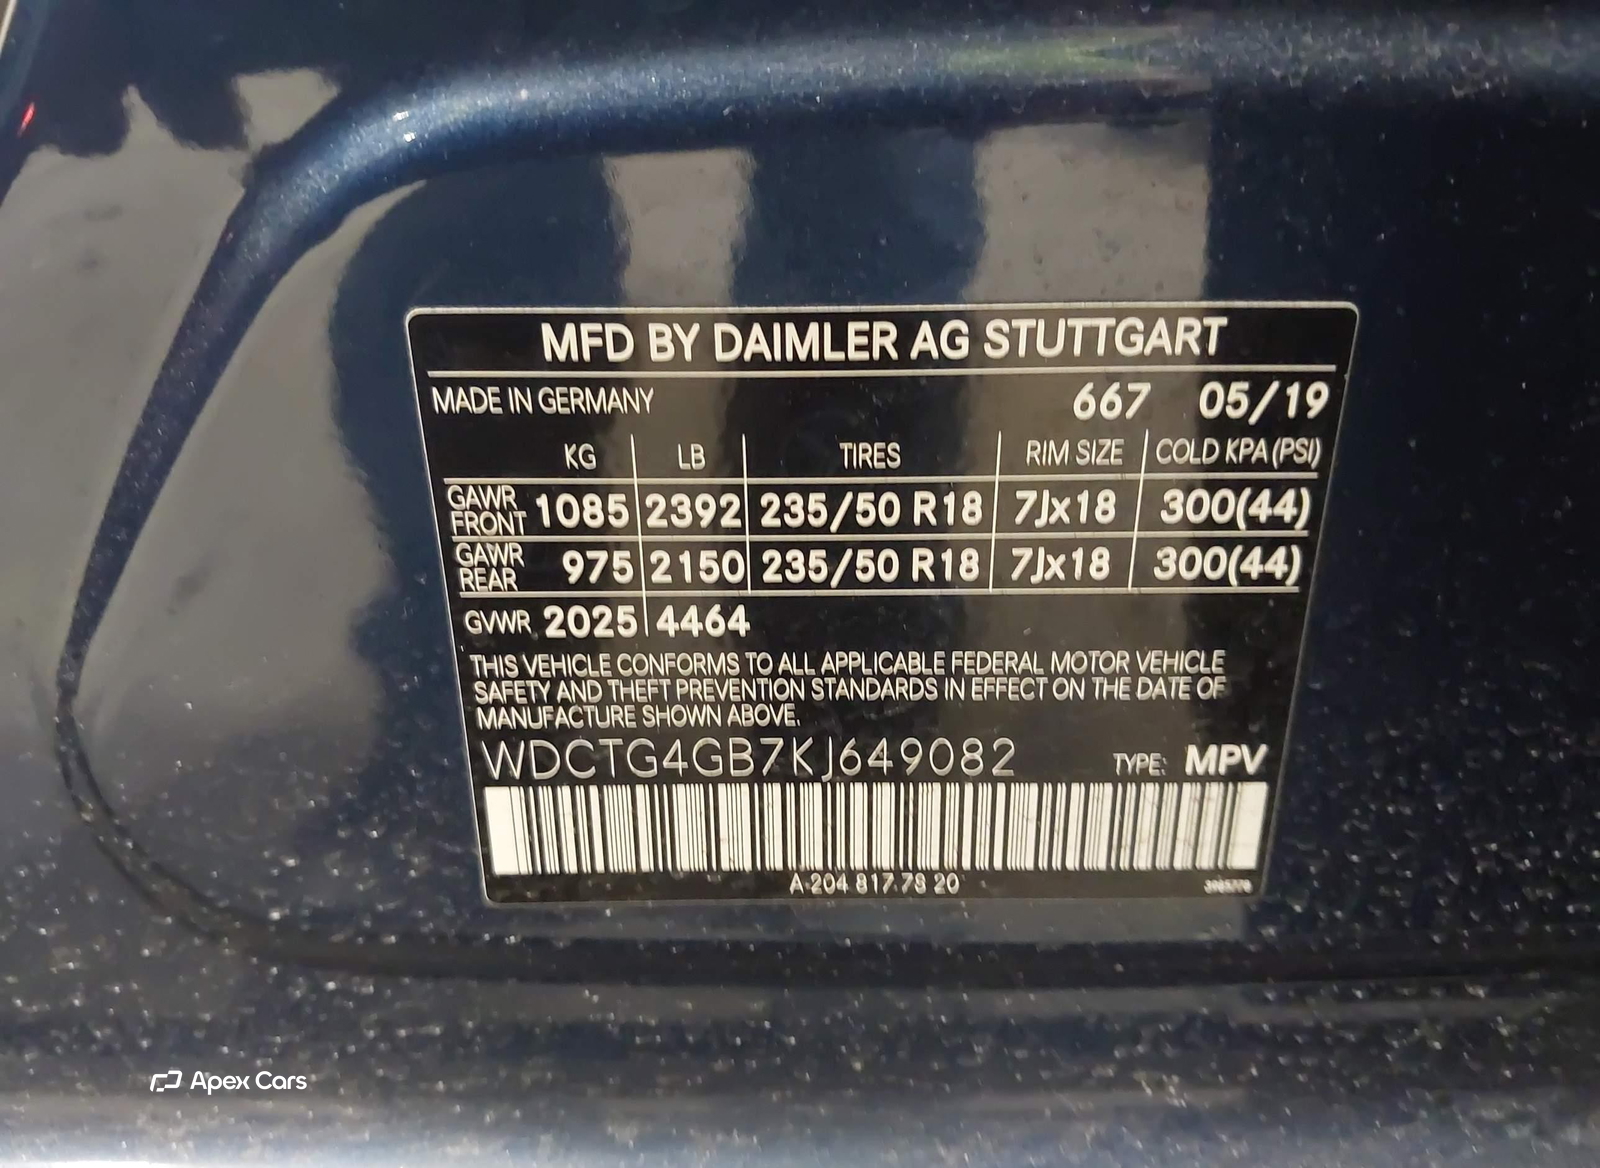 MFD BY DAIMLER AG STUTTGART
MADE IN GERMANY 667 05/19
KG LB TIRES RIM SIZE COLD KPA (PSI)
GAWR FRONT 1085 2392 235/50 R18 7Jx18 300(44)
GAWR REAR 975 2150 235/50 R18 7Jx18 300(44)
GVWR 2025 4464
THIS VEHICLE CONFORMS TO ALL APPLICABLE FEDERAL MOTOR VEHICLE
SAFETY AND THEFT PREVENTION STANDARDS IN EFFECT ON THE DATE OF
MANUFACTURE SHOWN ABOVE.
WDCTG4GB7KJ649082 TYPE: MPV
A 204 817 78 20
Apex Cars